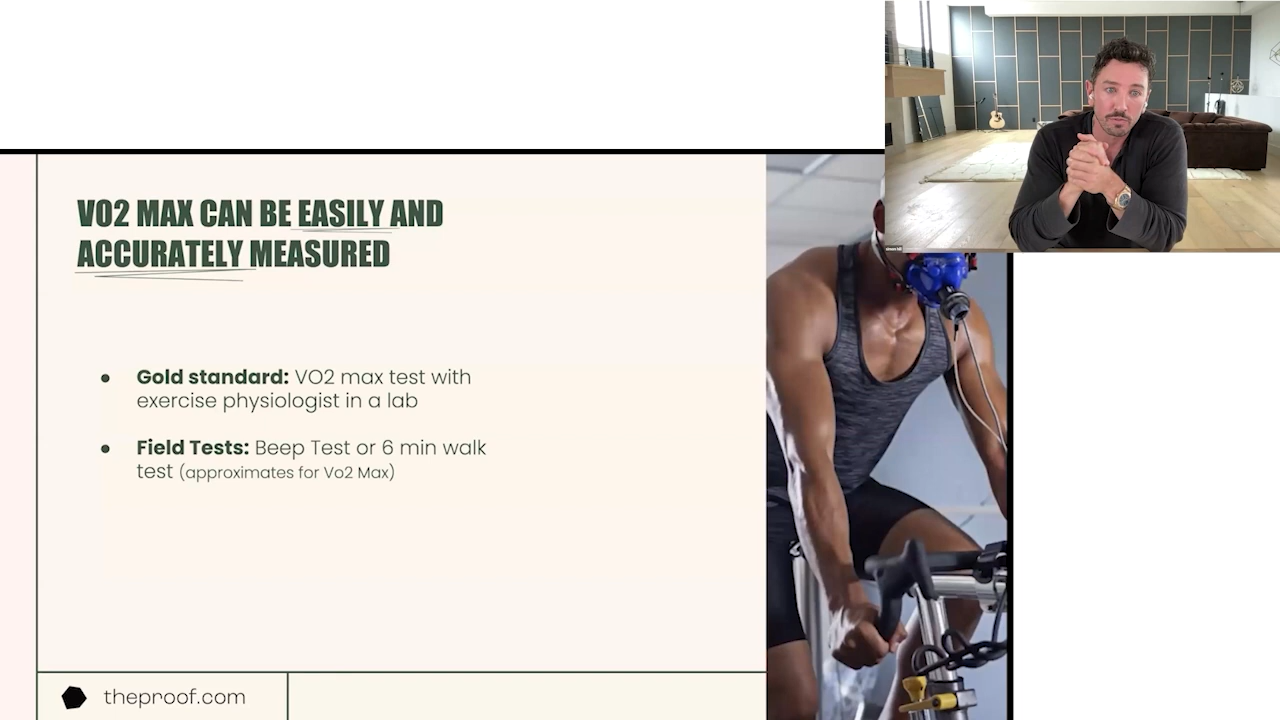 VO2 MAX CAN BE EASILY AND
ACCURATELY MEASURED
● Gold standard: VO2 max test with
exercise physiologist in a lab
● Field Tests: Beep Test or 6 min walk
test (approximates for Vo2 Max)
theproof.com